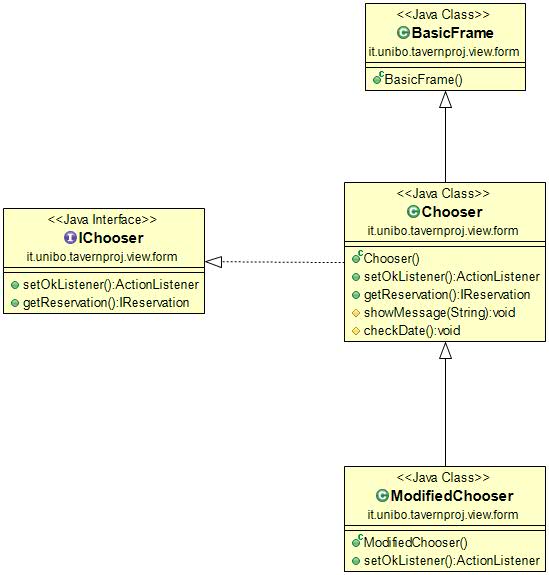 <<Java Class>>
BasicFrame
it.unibo.tavernproj.view.form
BasicFrame()
<<Java Class>>
Chooser
it.unibo.tavernproj.view.form
Chooser()
setOkListener():ActionListener
getReservation():IReservation
showMessage(String):void
checkDate():void
<<Java Interface>>
IChooser
it.unibo.tavernproj.view.form
setOkListener():ActionListener
getReservation():IReservation
<<Java Class>>
ModifiedChooser
it.unibo.tavernproj.view.form
ModifiedChooser()
setOkListener():ActionListener